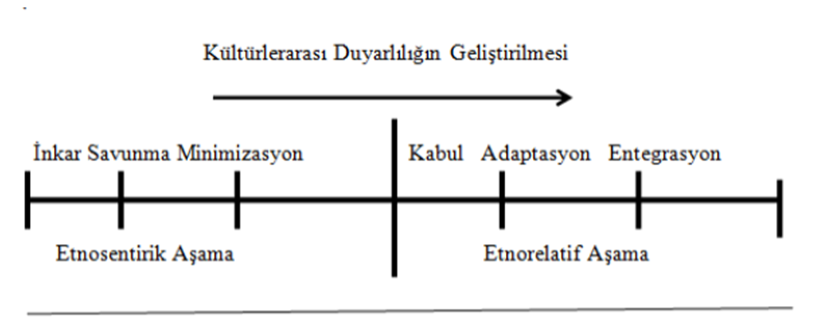 Kültürlerarası Duyarlılığın Geliştirilmesi
İnkar Savunma Minimizasyon Kabul Adaptasyon Entegrasyon
Etnosentirik Aşama Etnorelatif Aşama